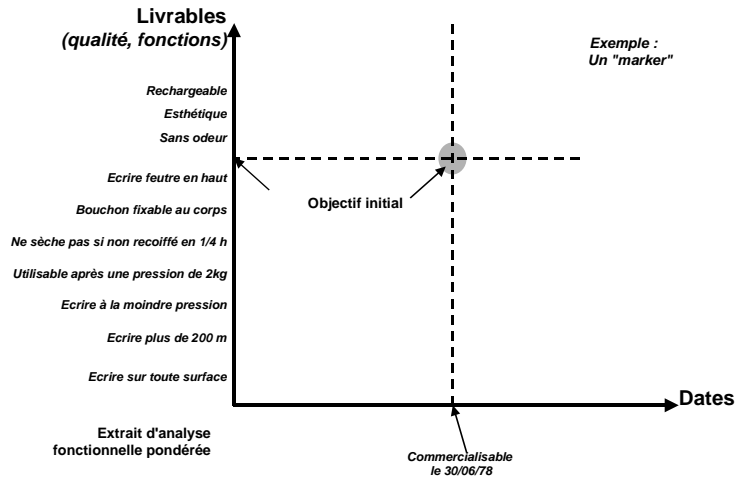 Livrables
(qualité, fonctions)
Exemple :
Un "marker"
Rechargeable
Esthétique
Sans odeur
Ecrire feutre en haut
Objectif initial
Bouchon fixable au corps
Ne sèche pas si non recoiffé en 1/4 h
Utilisable après une pression de 2kg
Ecrire à la moindre pression
Ecrire plus de 200 m
Ecrire sur toute surface
Dates
Extrait d'analyse
fonctionnelle pondérée
Commercialisable
le 30/06/78